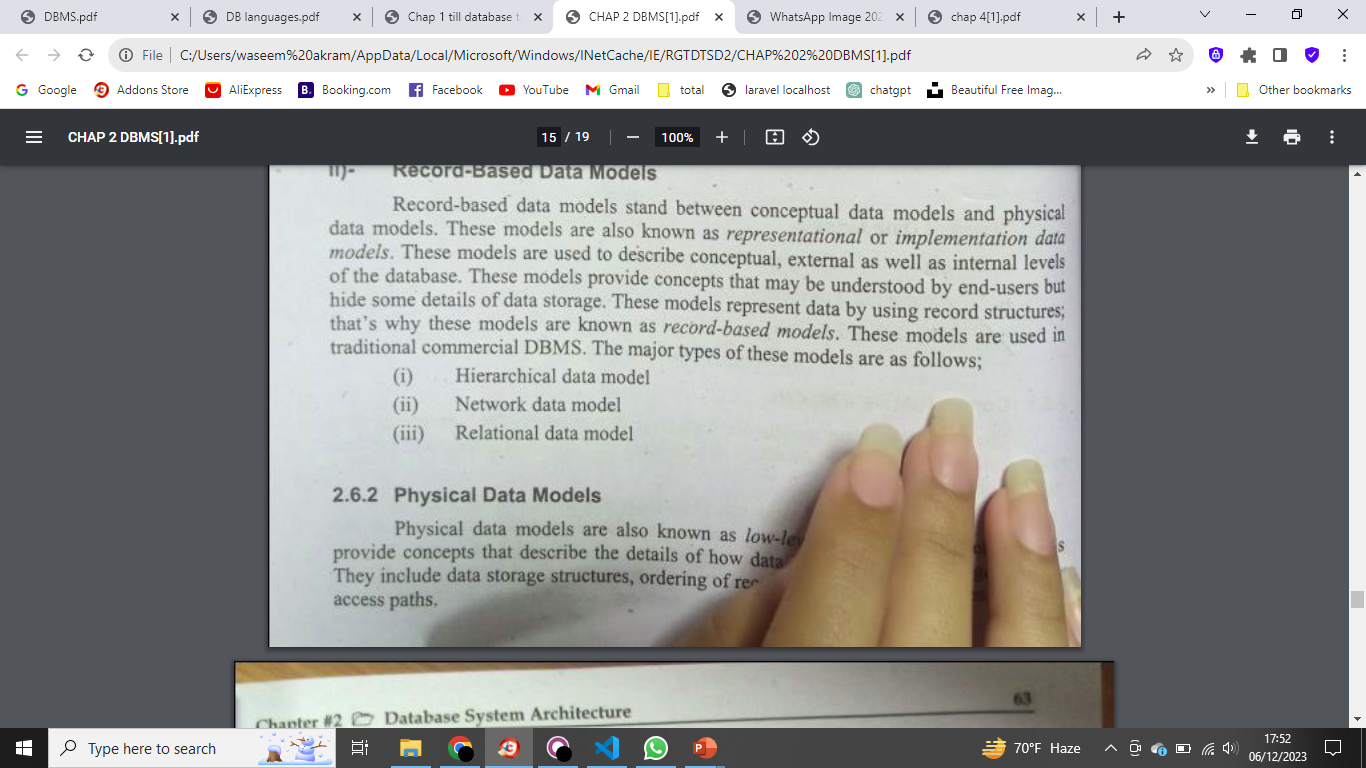 DBMS.pdf
DB languages.pdf
Chap 1 till database t
CHAP 2 DBMS[1].pdf
WhatsApp Image 202
chap 4[1].pdf
File | C:/Users/waseem%20akram/AppData/Local/Microsoft/Windows/INetCache/IE/RGTDTSD2/CHAP%202%20DBMS[1].pdf
Google Addons Store AliExpress Booking.com Facebook YouTube Gmail total laravel localhost chatgpt Beautiful Free Imag... » Other bookmarks
CHAP 2 DBMS[1].pdf 15 / 19 − 100% +
II)- Record-Based Data Models
Record-based data models stand between conceptual data models and physical
data models. These models are also known as representational or implementation data
models. These models are used to describe conceptual, external as well as internal levels
of the database. These models provide concepts that may be understood by end-users but
hide some details of data storage. These models represent data by using record structures;
that's why these models are known as record-based models. These models are used in
traditional commercial DBMS. The major types of these models are as follows;
(i) Hierarchical data model
(ii) Network data model
(iii) Relational data model
2.6.2 Physical Data Models
Physical data models are also known as
provide concepts that describe the details of how data
They include data storage structures, ordering of
access paths.
Chapter #2 Database System Architecture 63
Type here to search
70°F Haze
17:52
06/12/2023